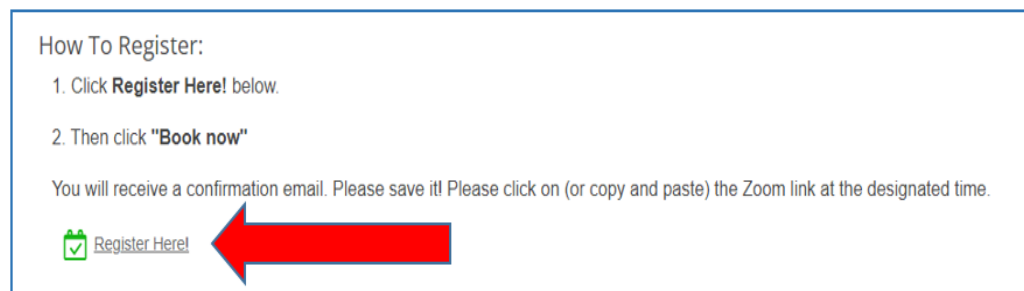 How To Register:
1. Click Register Here! below.
2. Then click "Book now"
You will receive a confirmation email. Please save it! Please click on (or copy and paste) the Zoom link at the designated time.
Register Here!